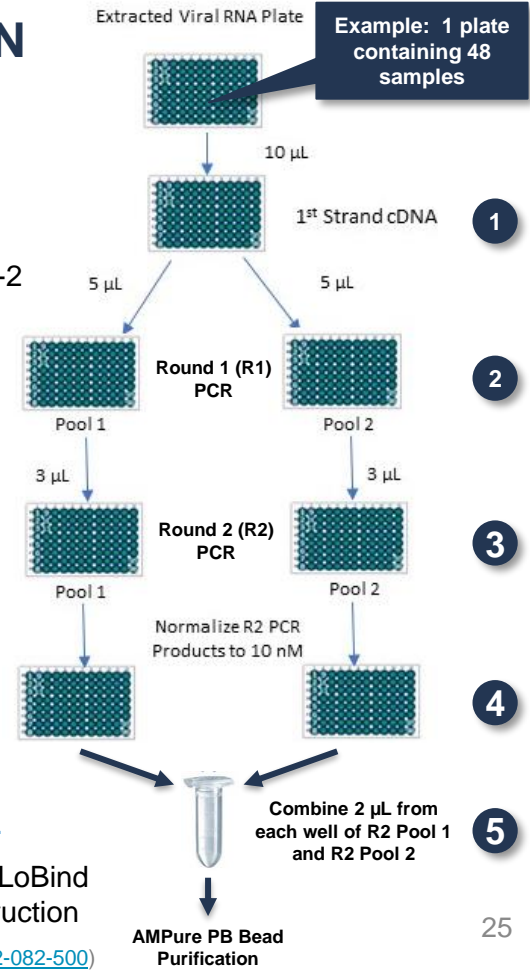 N
Extracted Viral RNA Plate
Example: 1 plate
containing 48
samples
10 µL
1st Strand cDNA
1
-2
5 µL
5 µL
Round 1 (R1)
PCR
2
Pool 1
Pool 2
3 µL
3 µL
Round 2 (R2)
PCR
3
Pool 1
Pool 2
Normalize R2 PCR
Products to 10 nM
4
Combine 2 µL from
each well of R2 Pool 1
and R2 Pool 2
5
LoBind
uction
2-082-500)
AMPure PB Bead
Purification
25